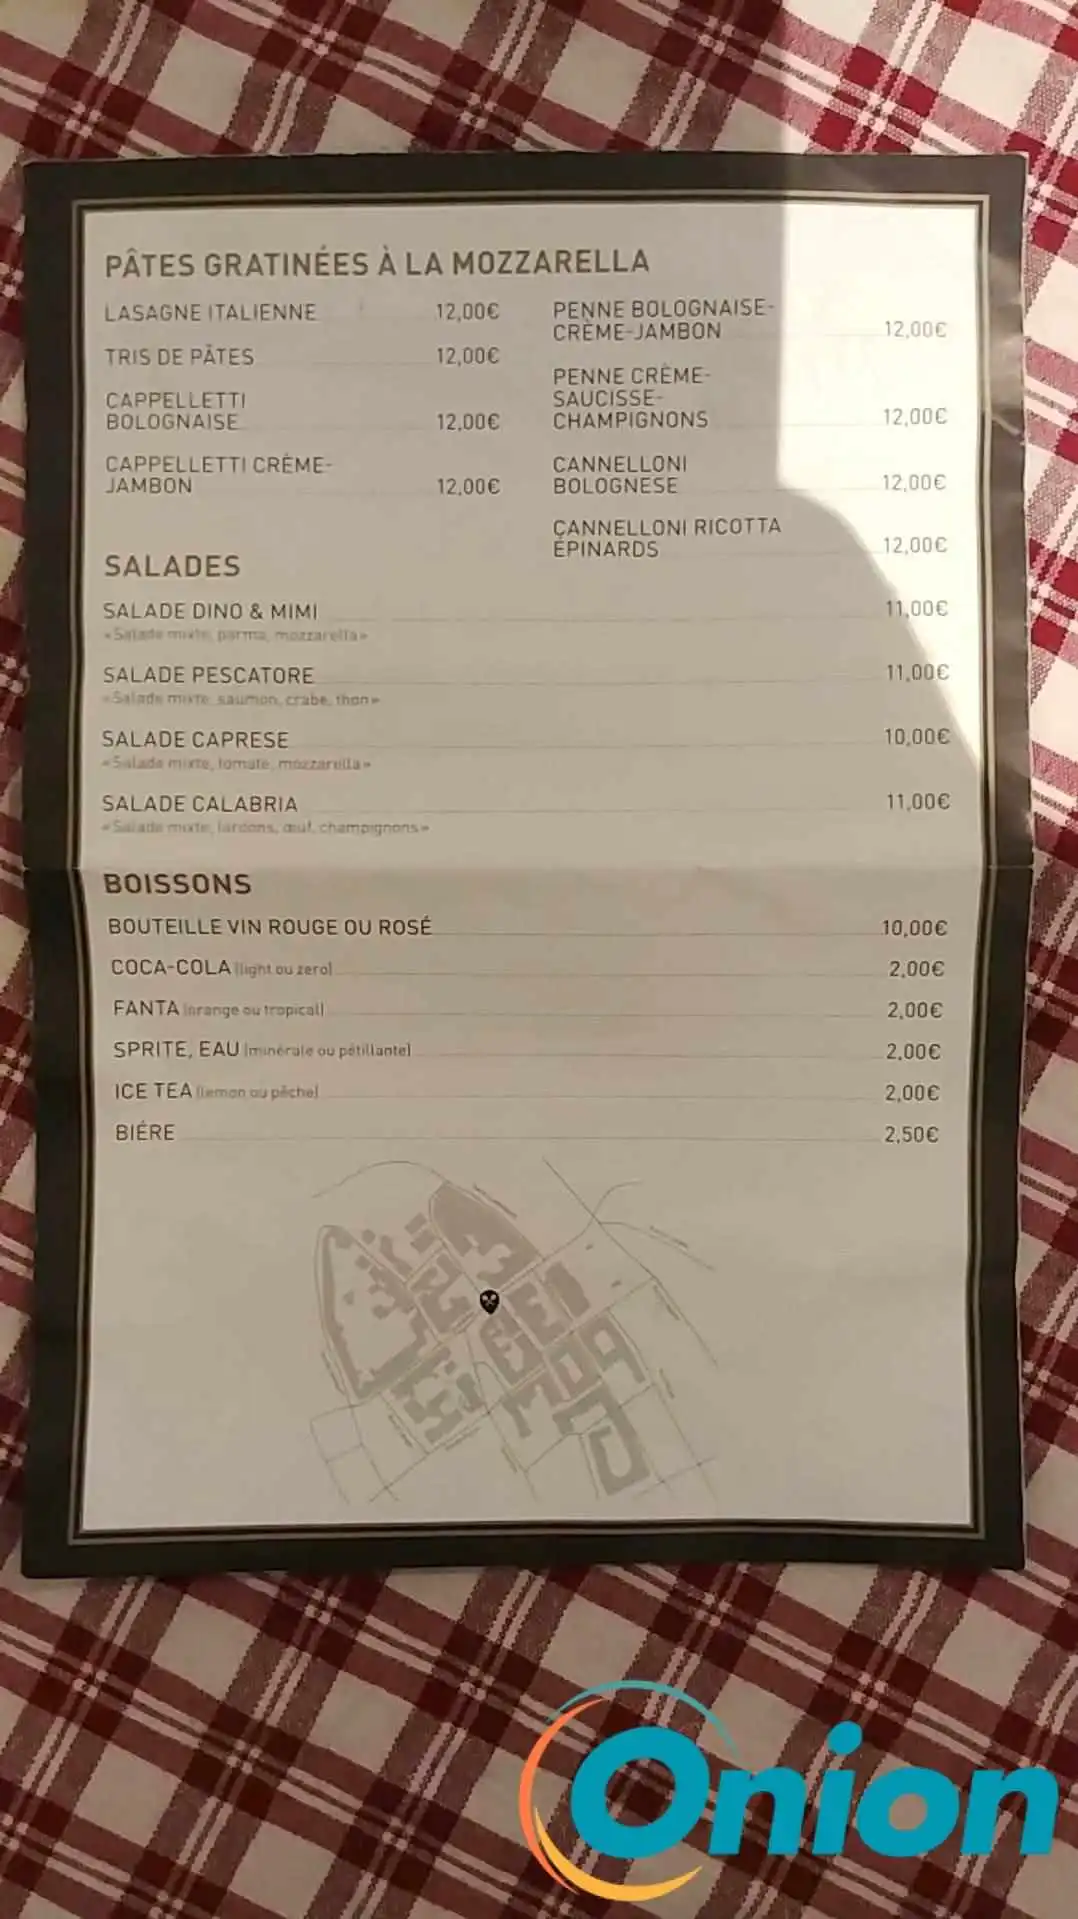 PÂTES GRATINÉES À LA MOZZARELLA
LASAGNE ITALIENNE 12,00€
TRIS DE PÂTES 12,00€
CAPPELLETTI
BOLOGNAISE 12,00€
CAPPELLETTI CRÈME-
JAMBON 12,00€
PENNE BOLOGNAISE-
CRÈME-JAMBON 12,00€
PENNE CRÈME-
SAUCISSE-
CHAMPIGNONS 12,00€
CANNELLONI
BOLOGNESE 12,00€
CANNELLONI RICOTTA
ÉPINARDS 12,00€
SALADES
SALADE DINO & MIMI 11,00€
«Salade mixte, parma, mozzarella»
SALADE PESCATORE 11,00€
«Salade mixte, saumon, crabe, thon»
SALADE CAPRESE 10,00€
«Salade mixte, tomate, mozzarella»
SALADE CALABRIA 11,00€
«Salade mixte, lardons, œuf, champignons»
BOISSONS
BOUTEILLE VIN ROUGE OU ROSÉ 10,00€
COCA-COLA (light ou zero) 2,00€
FANTA (orange ou tropical) 2,00€
SPRITE, EAU (minérale ou pétillante) 2,00€
ICE TEA (lemon ou pêche) 2,00€
BIÉRE 2,50€
Onion